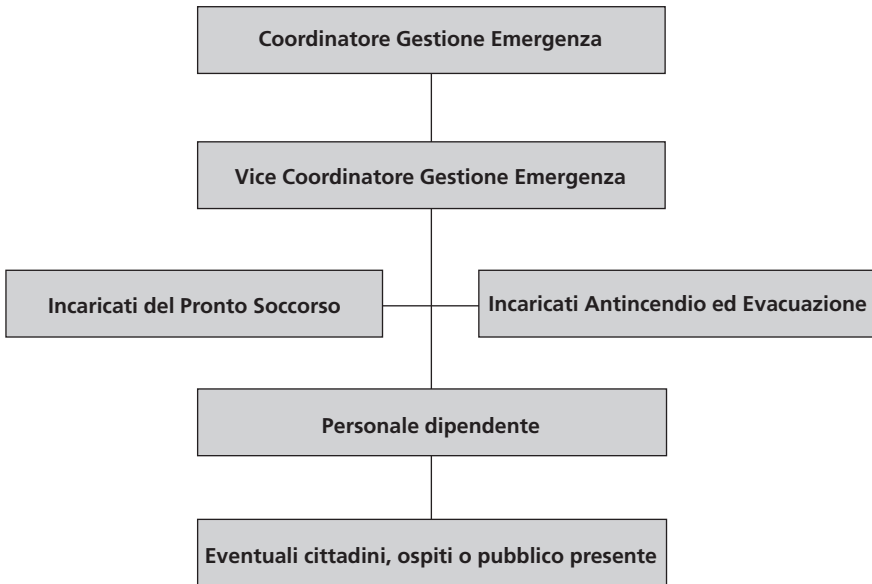 Coordinatore Gestione Emergenza
Vice Coordinatore Gestione Emergenza
Incaricati del Pronto Soccorso
Incaricati Antincendio ed Evacuazione
Personale dipendente
Eventuali cittadini, ospiti o pubblico presente